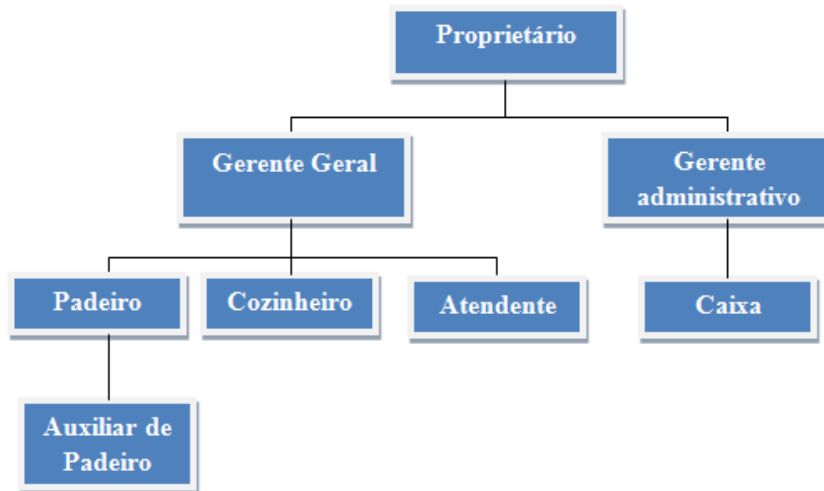 Proprietário
Gerente Geral
Gerente
administrativo
Padeiro
Cozinheiro
Atendente
Caixa
Auxiliar de
Padeiro